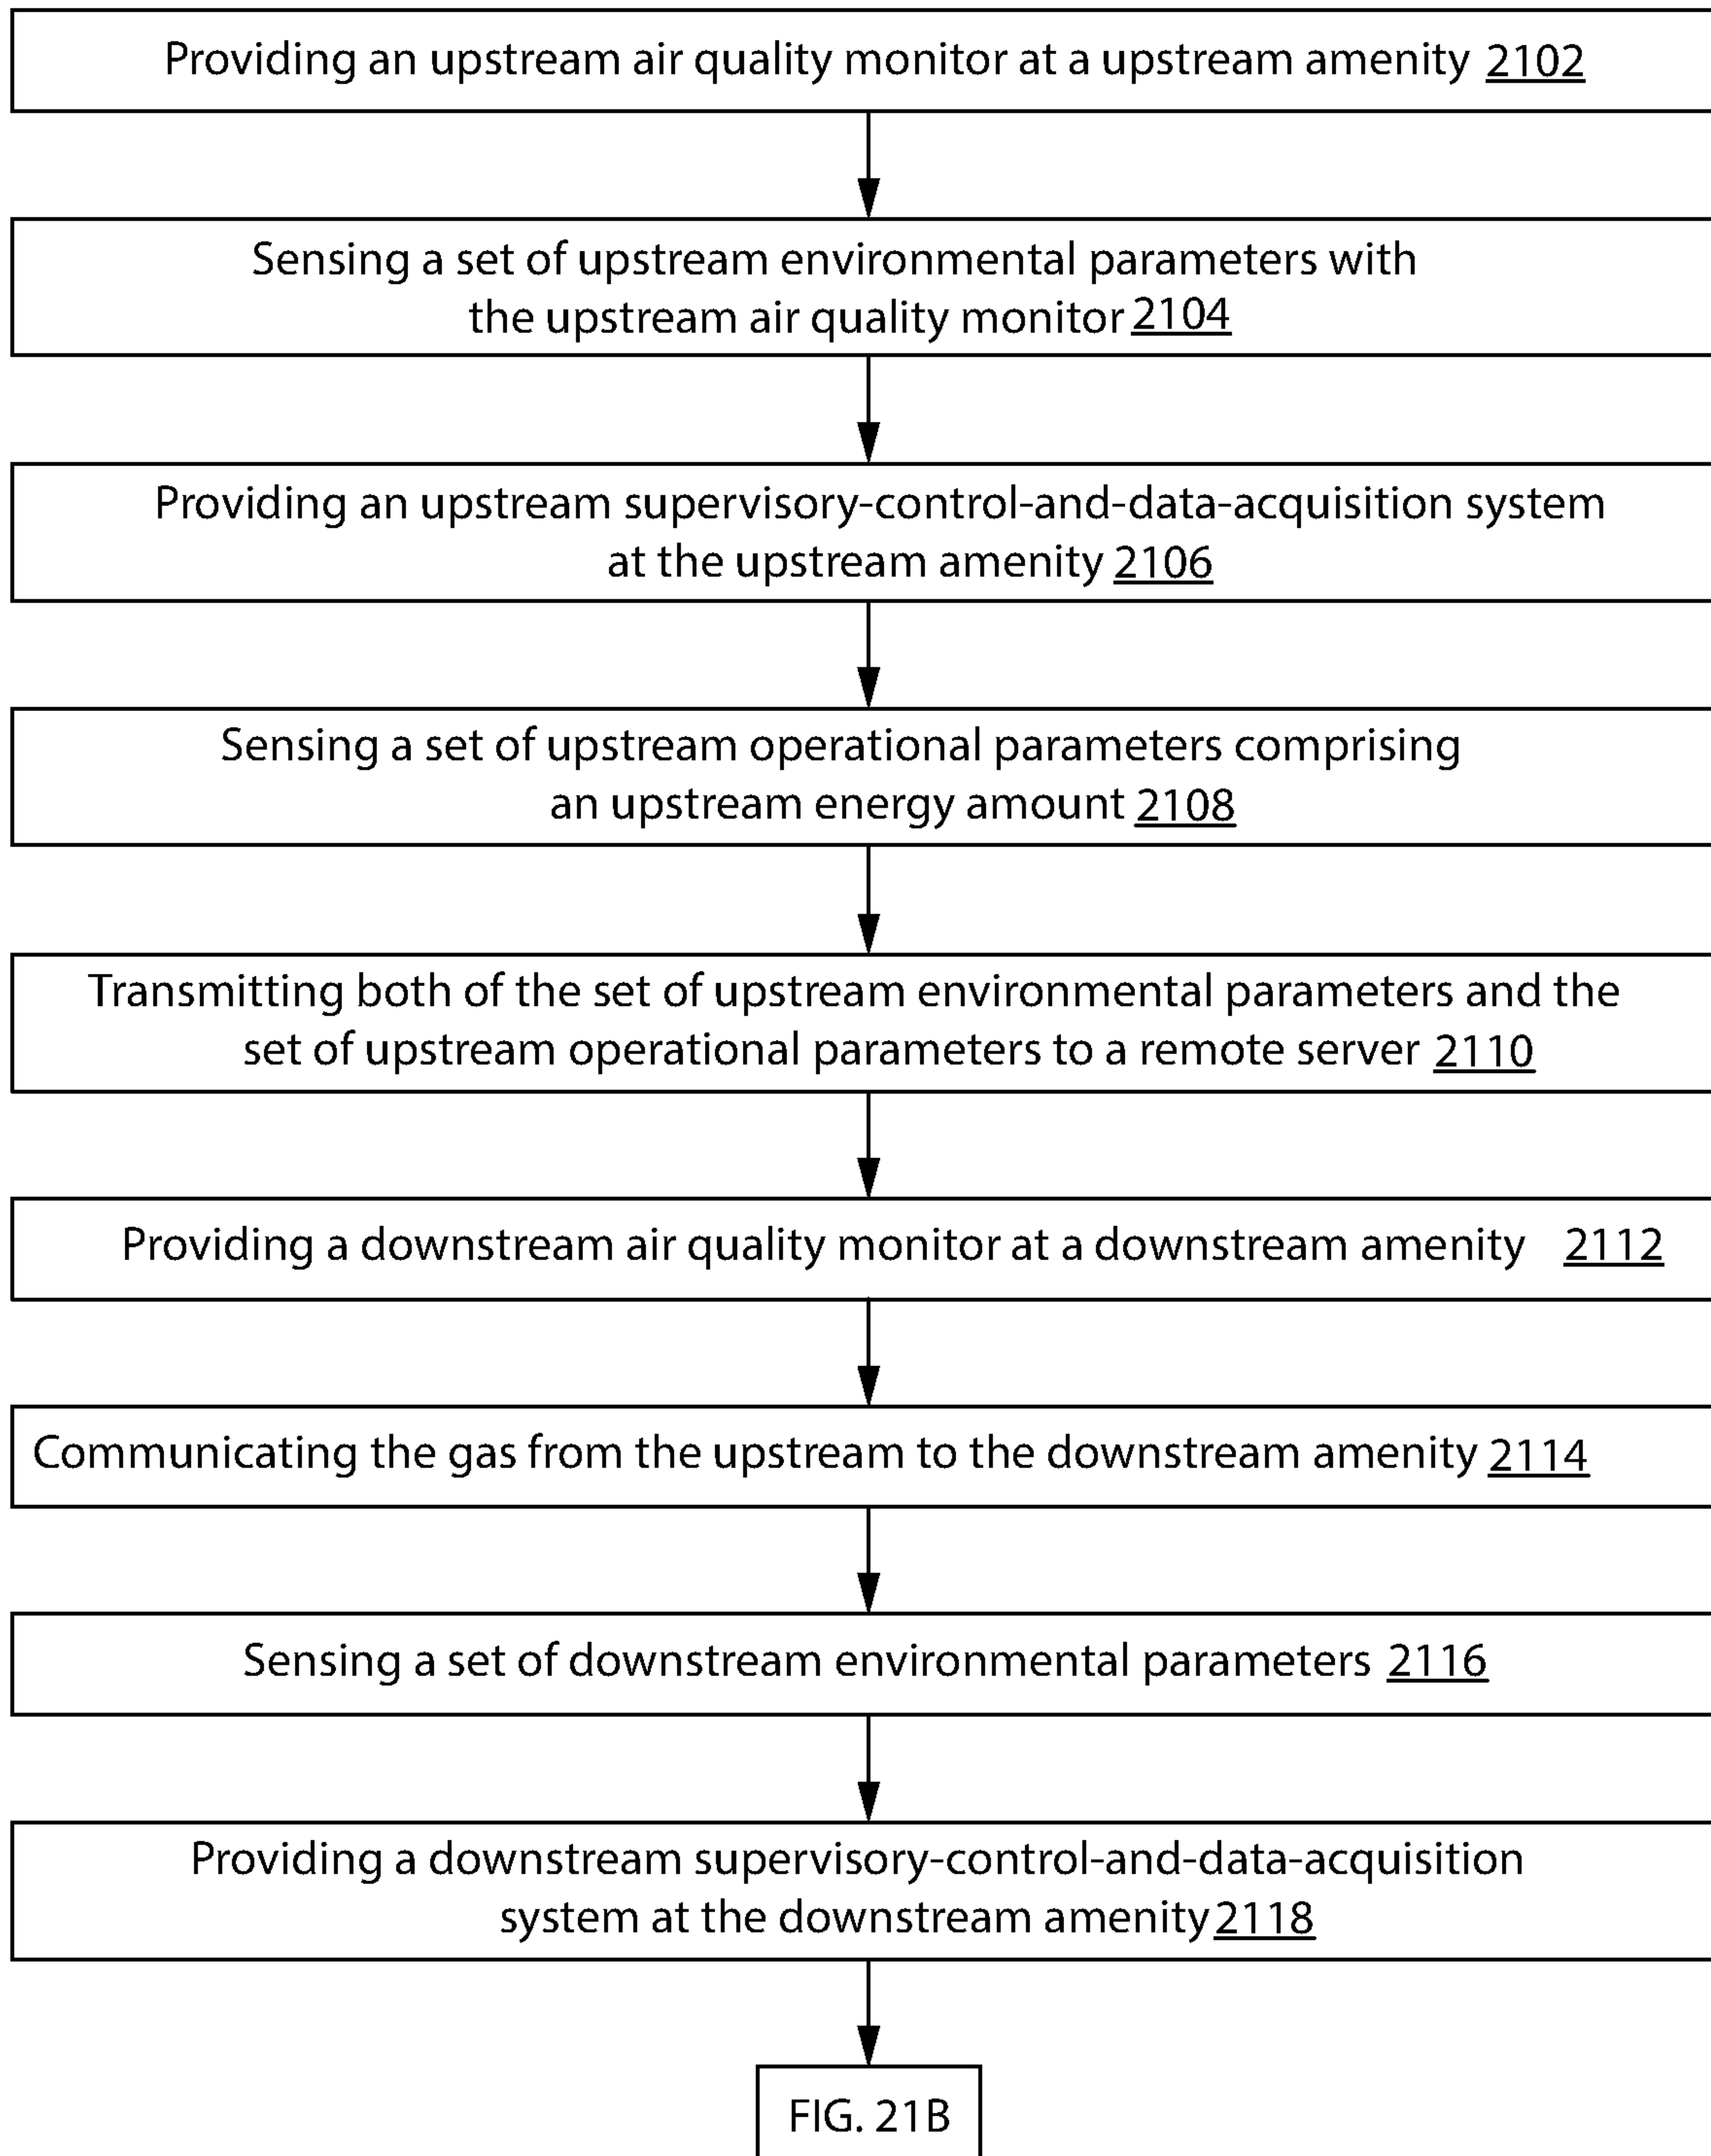 Providing an upstream air quality monitor at a upstream amenity 2102
Sensing a set of upstream environmental parameters with
the upstream air quality monitor 2104
Providing an upstream supervisory-control-and-data-acquisition system
at the upstream amenity 2106
Sensing a set of upstream operational parameters comprising
an upstream energy amount 2108
Transmitting both of the set of upstream environmental parameters and the
set of upstream operational parameters to a remote server 2110
Providing a downstream air quality monitor at a downstream amenity 2112
Communicating the gas from the upstream to the downstream amenity 2114
Sensing a set of downstream environmental parameters 2116
Providing a downstream supervisory-control-and-data-acquisition
system at the downstream amenity 2118
FIG. 21B